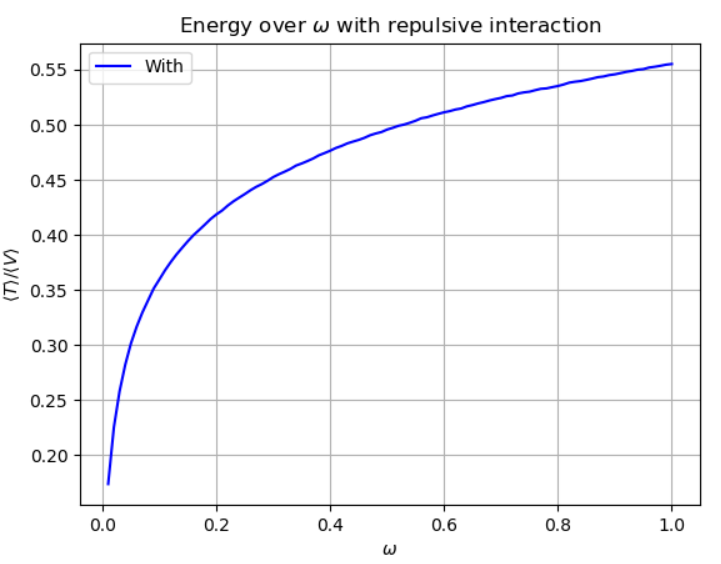 Energy over ω with repulsive interaction
With
⟨T⟩/⟨V⟩
0.55
0.50
0.45
0.40
0.35
0.30
0.25
0.20
0.0 0.2 0.4 0.6 0.8 1.0
ω